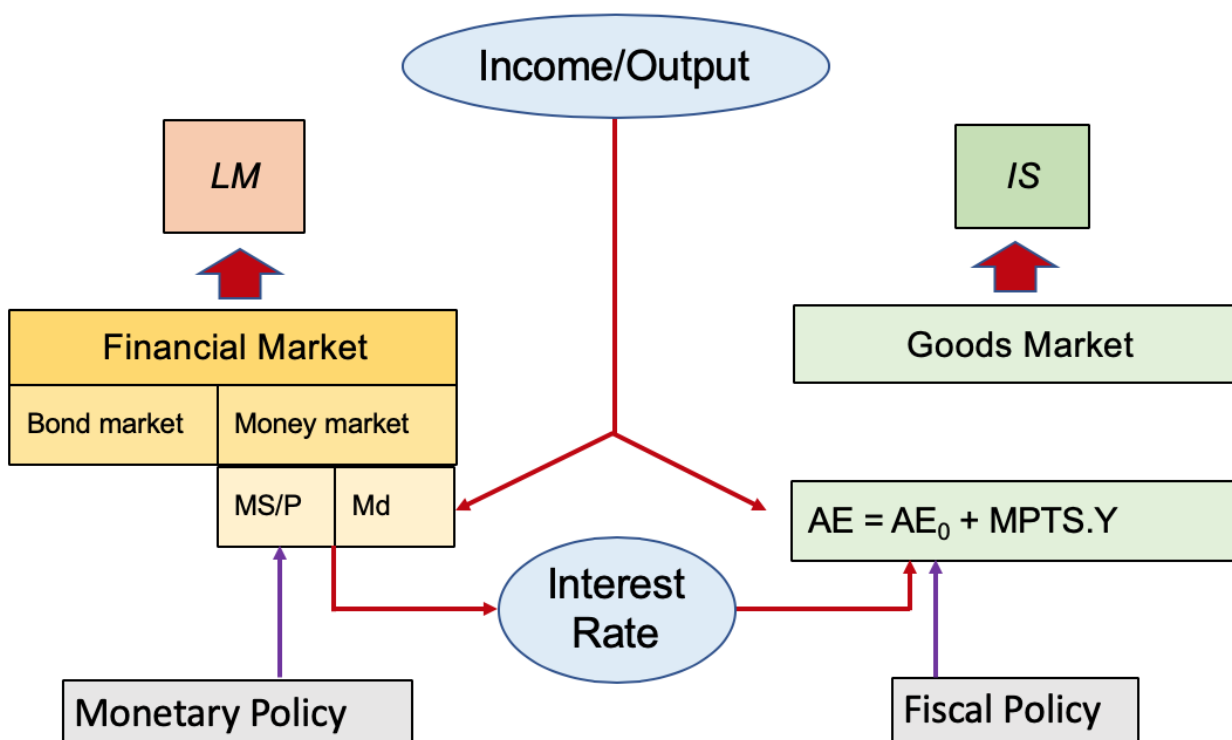 Income/Output
LM
IS
Financial Market
Goods Market
Bond market
Money market
MS/P
Md
AE = AE₀ + MPTS.Y
Interest
Rate
Monetary Policy
Fiscal Policy